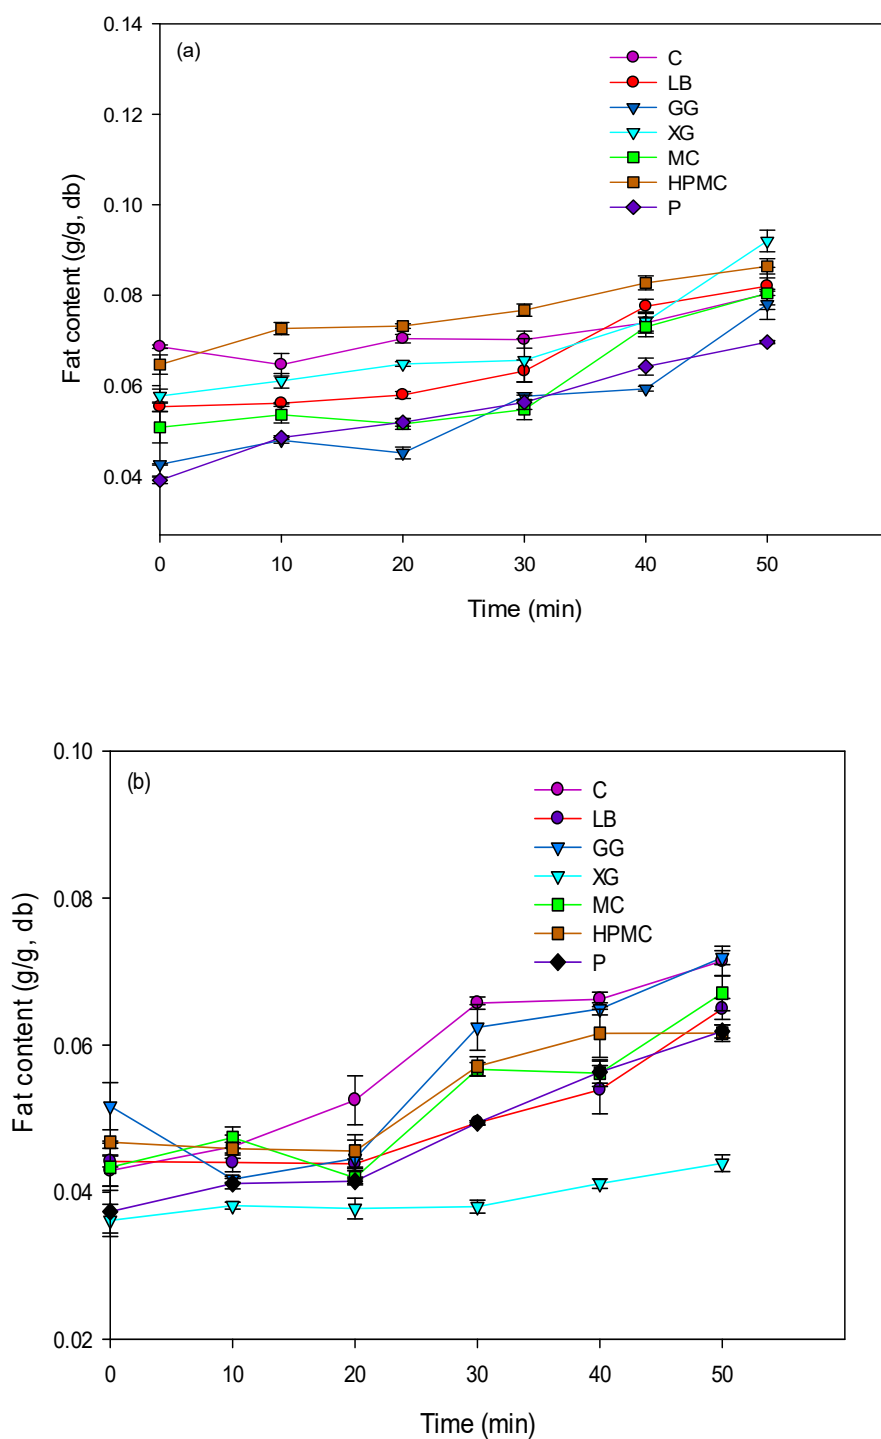 (a)
C
LB
GG
XG
MC
HPMC
P
Fat content (g/g, db)
0.14
0.12
0.10
0.08
0.06
0.04
0 10 20 30 40 50
Time (min)
(b)
C
LB
GG
XG
MC
HPMC
P
Fat content (g/g, db)
0.10
0.08
0.06
0.04
0.02
0 10 20 30 40 50
Time (min)